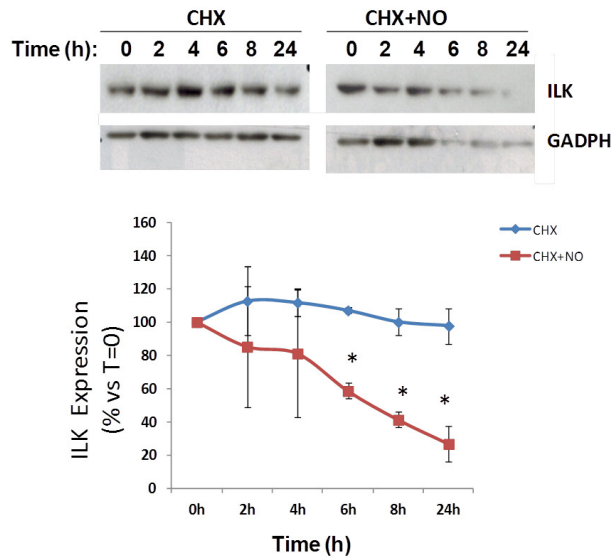 CHX CHX+NO
Time (h): 0 2 4 6 8 24 0 2 4 6 8 24
ILK
GADPH
160
140
120
100
80
60
40
20
0
ILK Expression
(% vs T=0)
CHX
CHX+NO
* * *
0h 2h 4h 6h 8h 24h
Time (h)